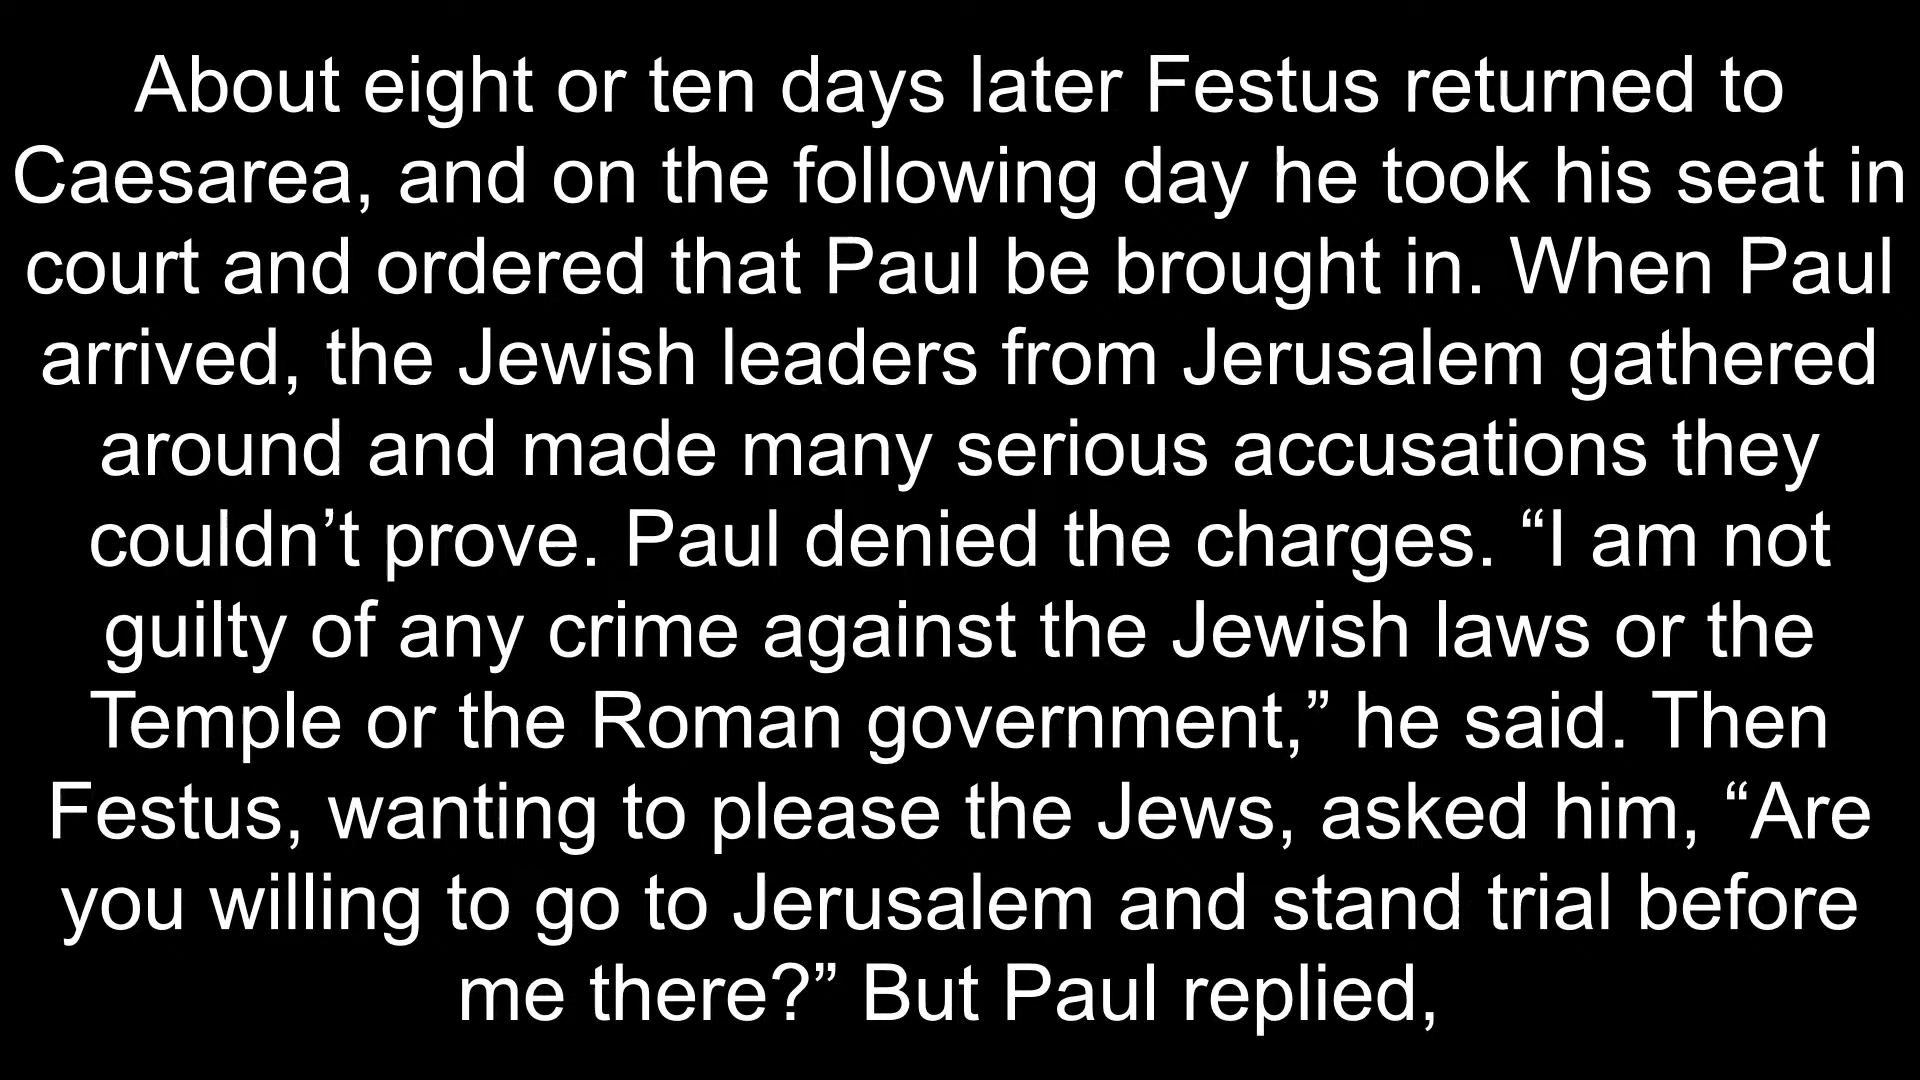 About eight or ten days later Festus returned to
Caesarea, and on the following day he took his seat in
court and ordered that Paul be brought in. When Paul
arrived, the Jewish leaders from Jerusalem gathered
around and made many serious accusations they
couldn’t prove. Paul denied the charges. “I am not
guilty of any crime against the Jewish laws or the
Temple or the Roman government,” he said. Then
Festus, wanting to please the Jews, asked him, “Are
you willing to go to Jerusalem and stand trial before
me there?” But Paul replied,